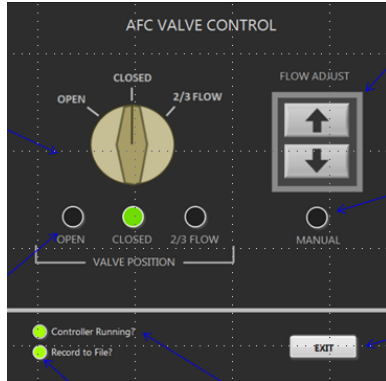 AFC VALVE CONTROL
CLOSED
FLOW ADJUST
OPEN
2/3 FLOW
OPEN
CLOSED
2/3 FLOW
MANUAL
VALVE POSITION
Controller Running?
Record to File?
EXIT